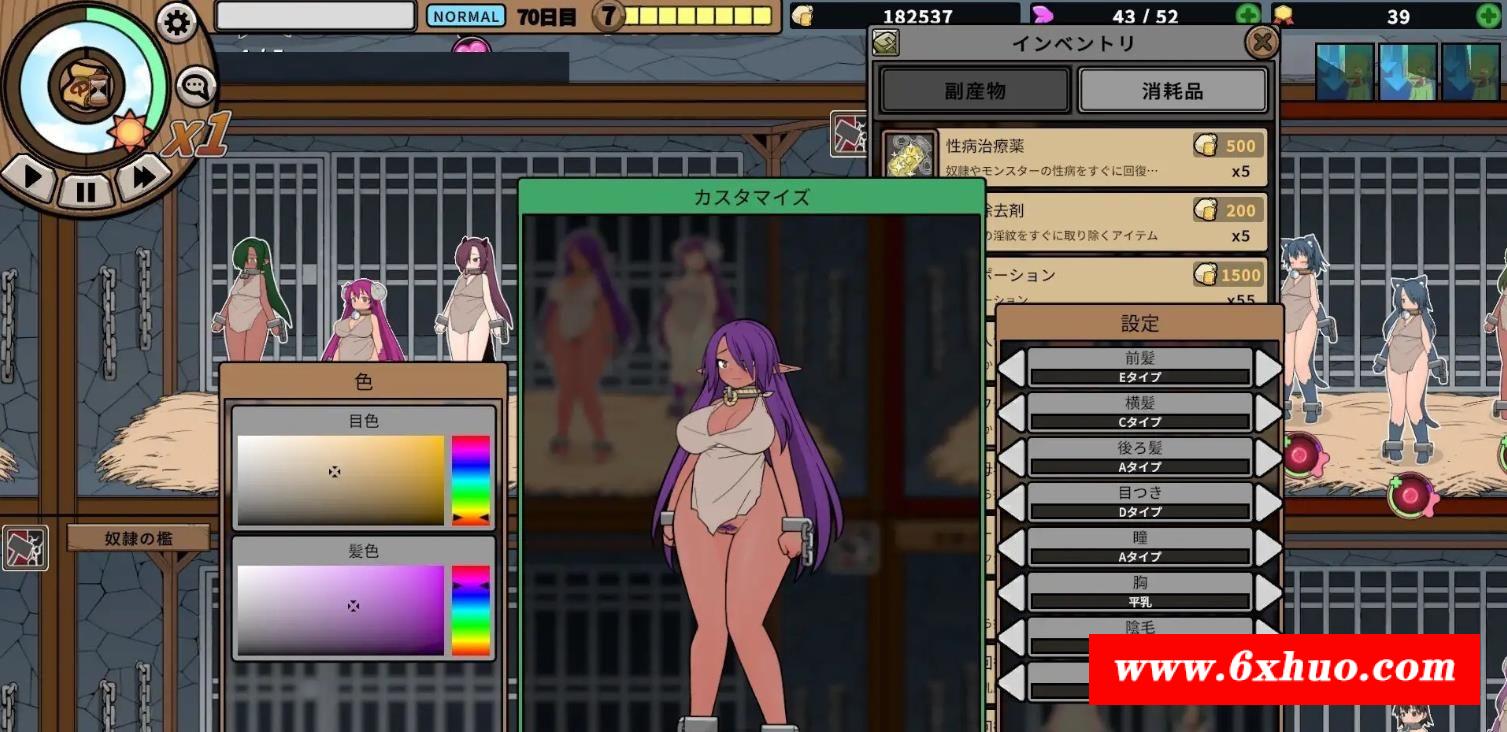 NORMAL
70日目
7
182537
43 / 52
39
x1
インベントリ
副産物
消耗品
性病治療薬
500
奴隷やモンスターの性病をすぐに回復…
x5
去剤
200
の淫紋をすぐに取り除くアイテム
x5
ポーション
1500
ーション
x55
カスタマイズ
色
目色
髪色
設定
前髪
Eタイプ
横髪
Cタイプ
後ろ髪
Aタイプ
目つき
Dタイプ
瞳
Aタイプ
胸
平乳
陰毛
奴隷の檻
www.6xhuo.com